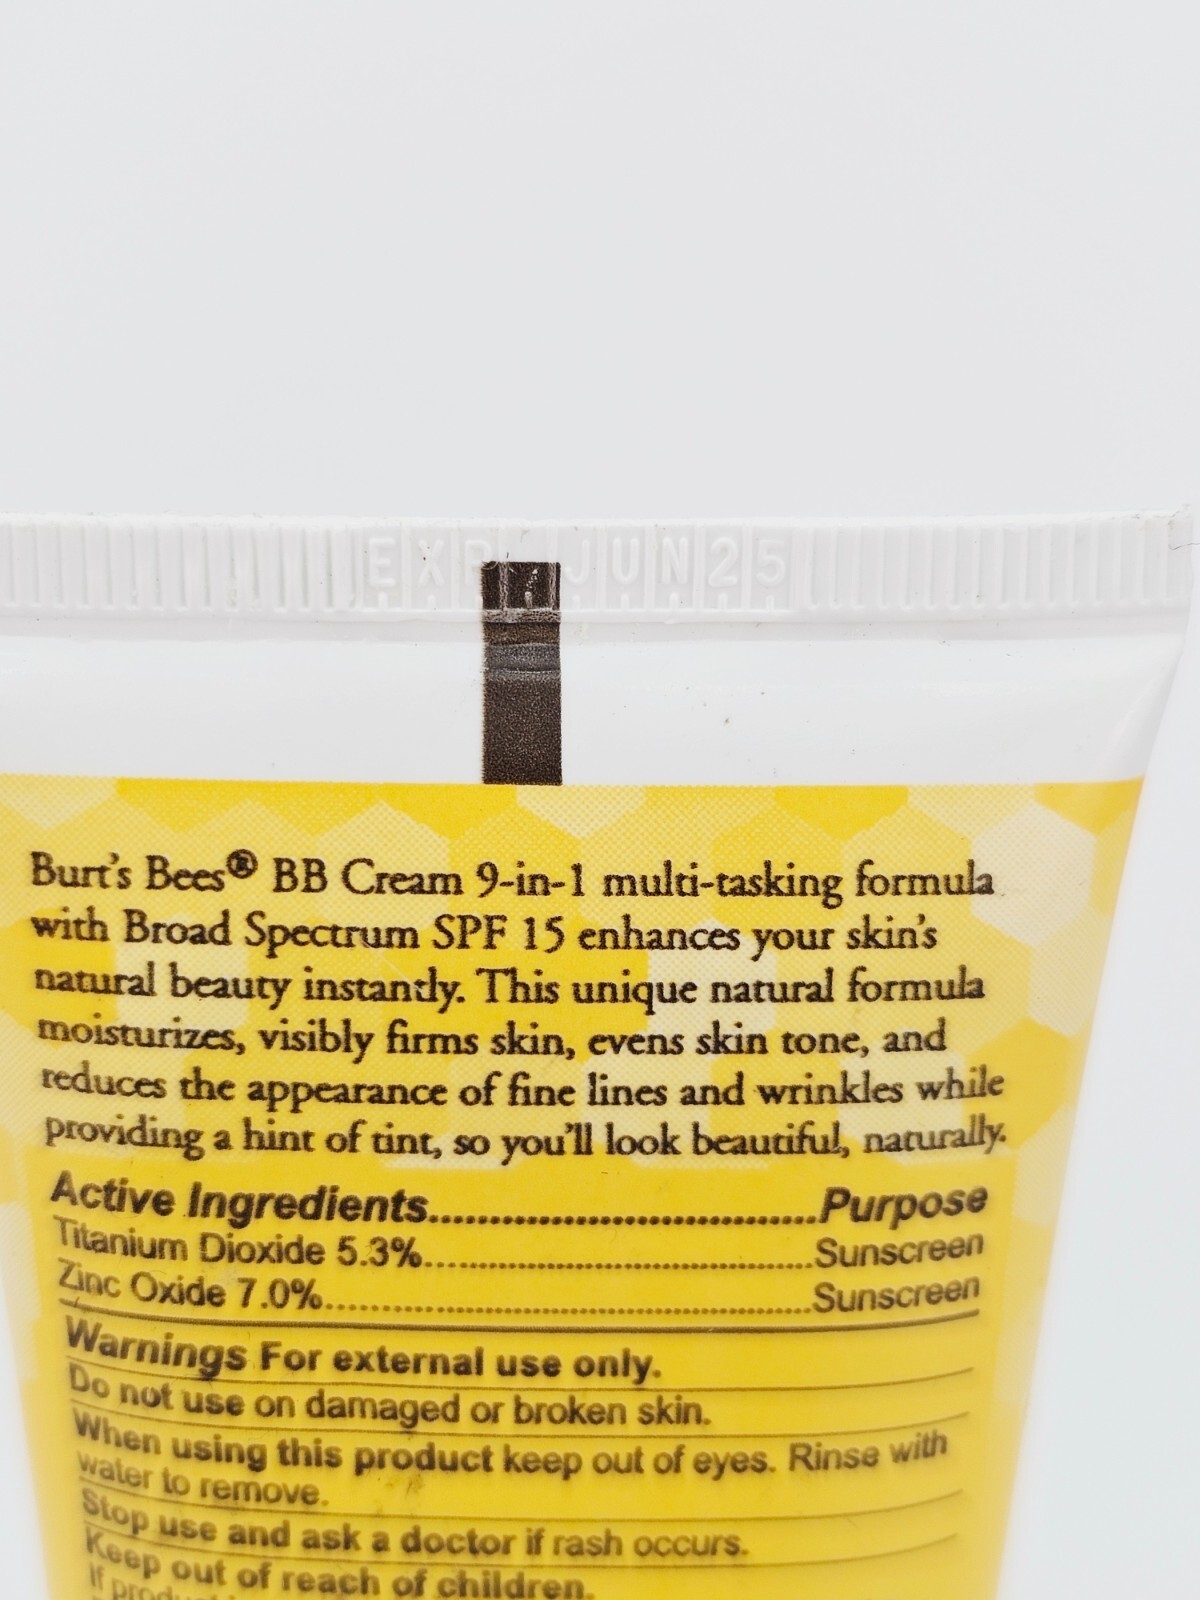 EXP. JUN25
Burt's Bees® BB Cream 9-in-1 multi-tasking formula
with Broad Spectrum SPF 15 enhances your skin's
natural beauty instantly. This unique natural formula
moisturizes, visibly firms skin, evens skin tone, and
reduces the appearance of fine lines and wrinkles while
providing a hint of tint, so you'll look beautiful, naturally.
Active Ingredients..................................Purpose
Titanium Dioxide 5.3%..........................................Sunscreen
Zinc Oxide 7.0%.....................................................Sunscreen
Warnings For external use only.
Do not use on damaged or broken skin.
When using this product keep out of eyes. Rinse with
water to remove.
Stop use and ask a doctor if rash occurs.
Keep out of reach of children.
If product